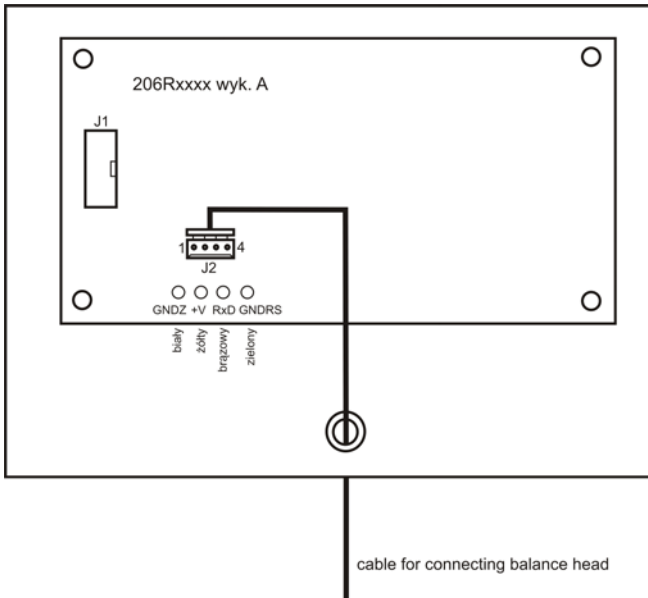 206Rxxxx wyk. A
J1
1 4
J2
GNDZ +V RxD GNDRS
biały
żółty
brązowy
zielony
cable for connecting balance head